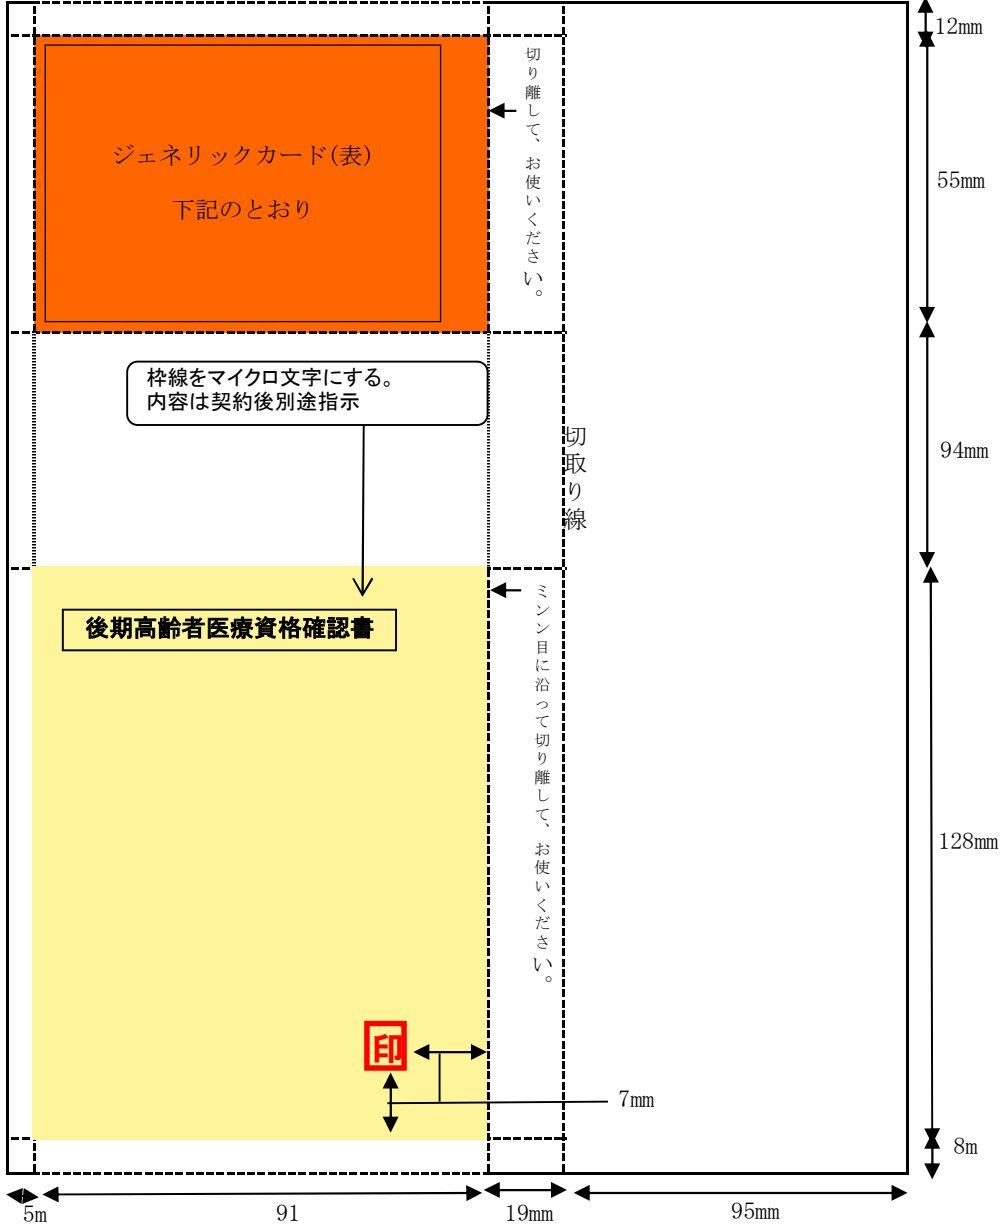 12mm
切り離して、お使いください。
ジェネリックカード(表)
下記のとおり
55mm
枠線をマイクロ文字にする。
内容は契約後別途指示
切取り線
94mm
ミシン目に沿って切り離して、お使いください。
後期高齢者医療資格確認書
128mm
印
7mm
8m
5m
91
19mm
95mm